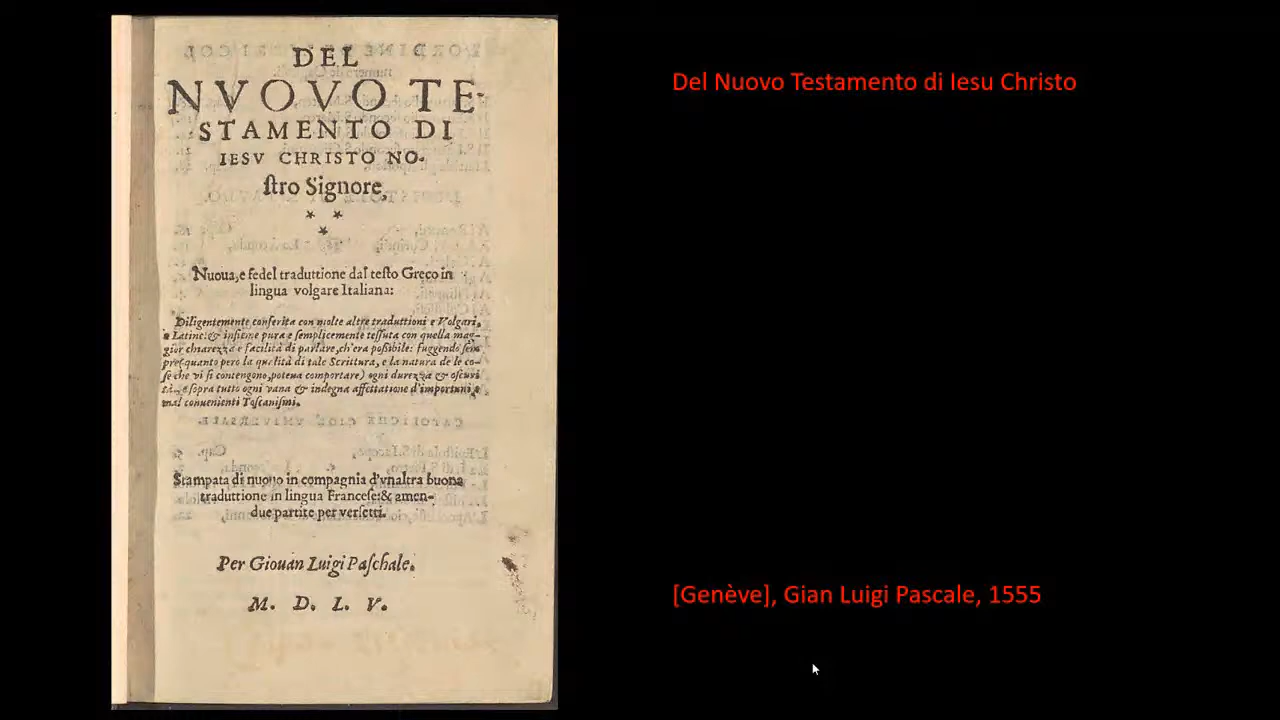 DEL
NVOVO TE-
STAMENTO DI
IESV CHRISTO NO-
ſtro Signore,
Nuoua, e fedel traduttione dal teſto Greco in
lingua volgare Italiana:
Diligentemente conferita con molte altre traduttioni e Volgari,
e Latine: & inſieme pura e ſemplicemente teſſuta con quella mag-
gior chiarezza e facilità di parlare, ch'era poßibile: fuggendo ſem
pre (quanto pero la qualità di tale Scrittura, e la natura de le co-
ſe che vi ſi contengono, poteua comportare) ogni durezza & oſcuri
tà, e ſopra tutto ogni vana & indegna affettatione d'importuni, e
mal conuenienti Toſcaniſmi.
Stampata di nuouo in compagnia d'vnaltra buona
traduttione in lingua Franceſe: & amen-
due partite per verſetti.
Per Giouan Luigi Paſchale.
M. D. L V.
Del Nuovo Testamento di Iesu Christo
[Genève], Gian Luigi Pascale, 1555